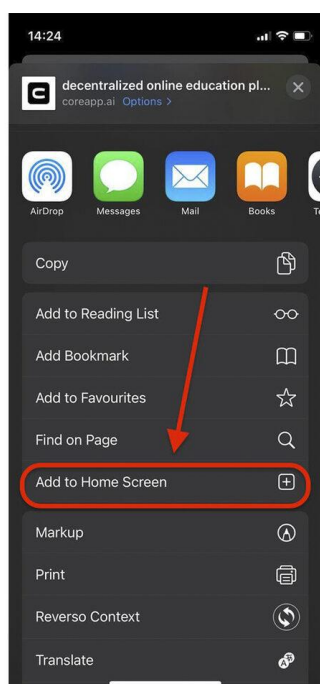 14:24
decentralized online education pl...
coreapp.ai Options >
AirDrop
Messages
Mail
Books
Copy
Add to Reading List
Add Bookmark
Add to Favourites
Find on Page
Add to Home Screen
Markup
Print
Reverso Context
Translate